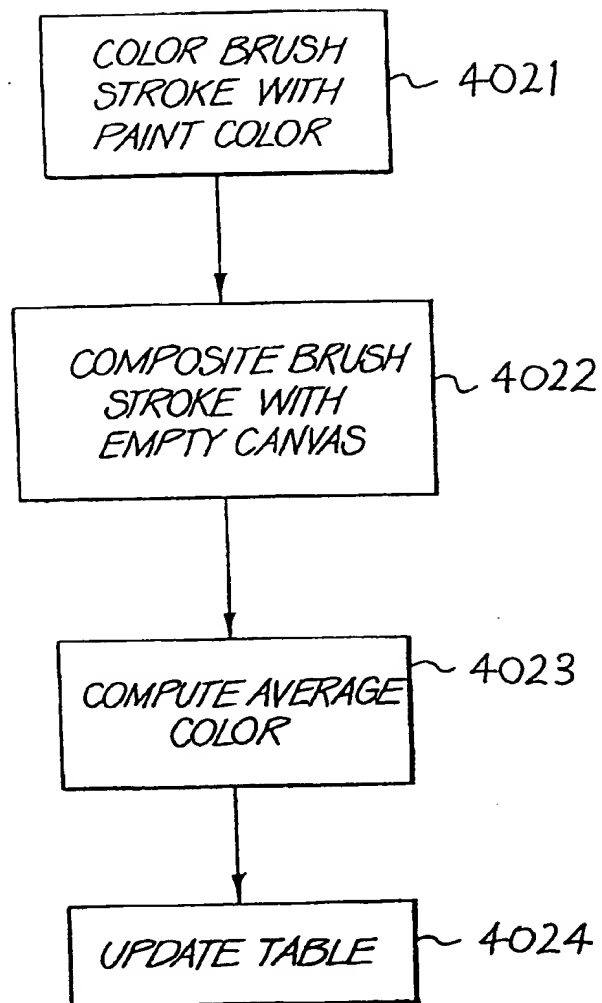 COLOR BRUSH
STROKE WITH
PAINT COLOR
4021
COMPOSITE BRUSH
STROKE WITH
EMPTY CANVAS
4022
COMPUTE AVERAGE
COLOR
4023
UPDATE TABLE
4024